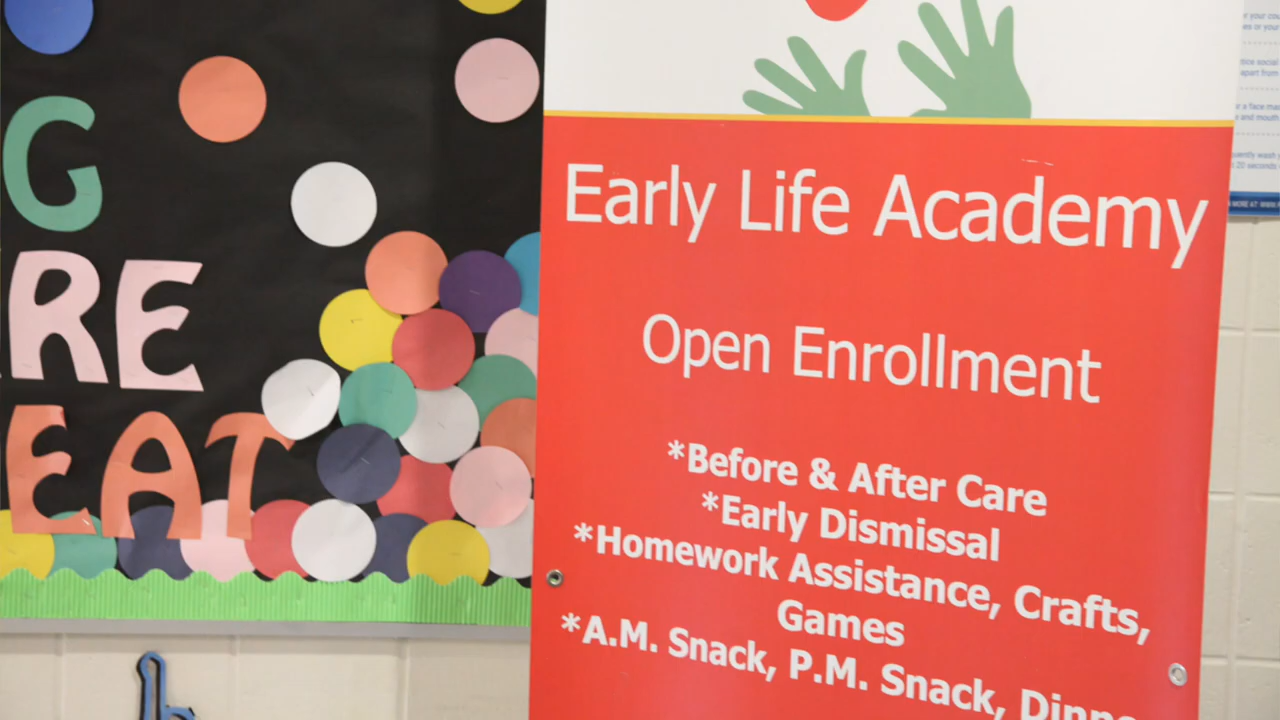 G
RE
EAT
Early Life Academy
Open Enrollment
*Before & After Care
*Early Dismissal
*Homework Assistance, Crafts,
Games
*A.M. Snack, P.M. Snack,